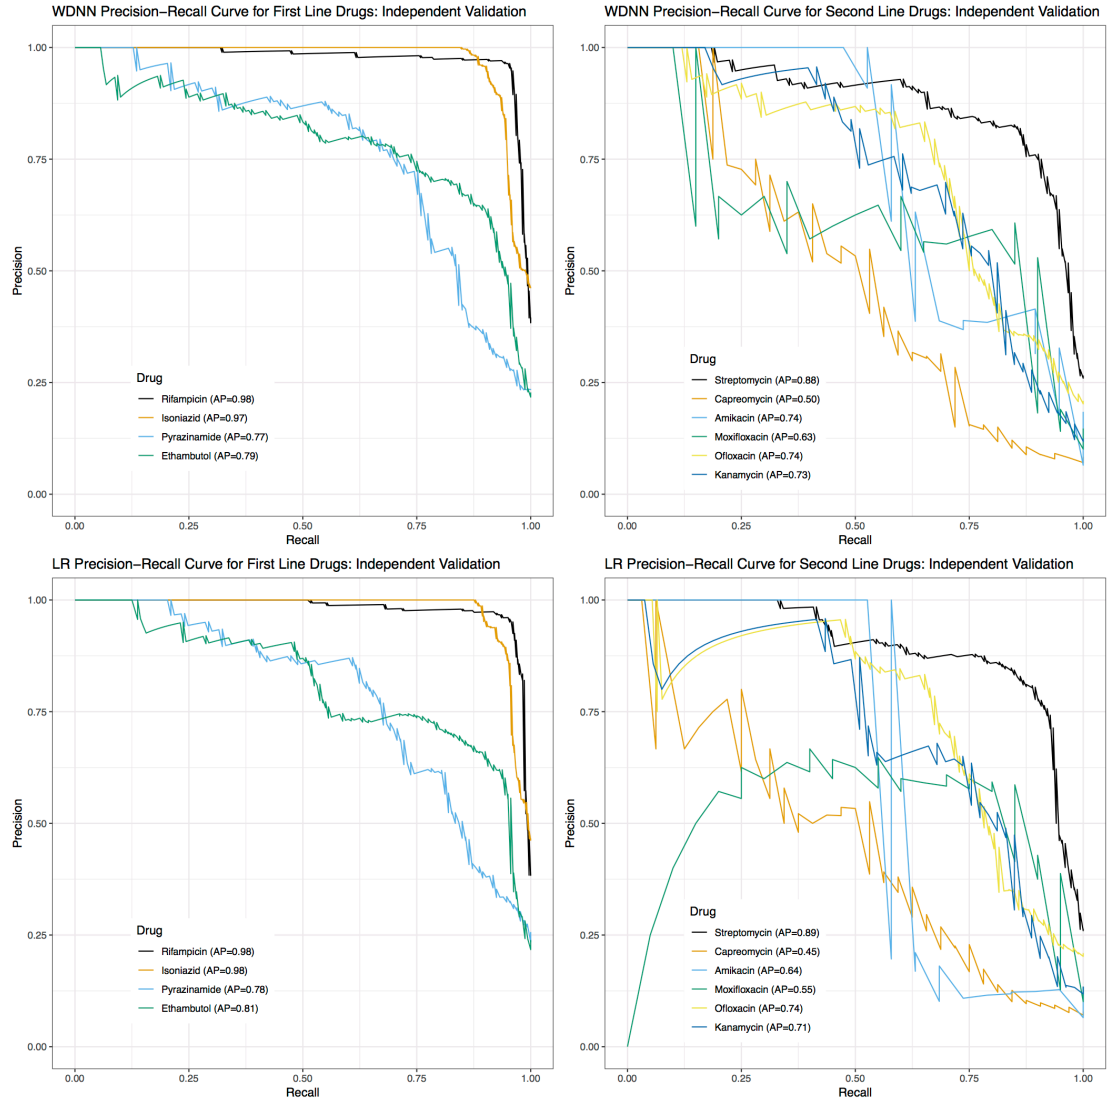 WDNN Precision−Recall Curve for First Line Drugs: Independent Validation
1.00
0.75
0.50
0.25
0.00
Precision
Drug
Rifampicin (AP=0.98)
Isoniazid (AP=0.97)
Pyrazinamide (AP=0.77)
Ethambutol (AP=0.79)
0.00 0.25 0.50 0.75 1.00
Recall
WDNN Precision−Recall Curve for Second Line Drugs: Independent Validation
1.00
0.75
0.50
0.25
0.00
Precision
Drug
Streptomycin (AP=0.88)
Capreomycin (AP=0.50)
Amikacin (AP=0.74)
Moxifloxacin (AP=0.63)
Ofloxacin (AP=0.74)
Kanamycin (AP=0.73)
0.00 0.25 0.50 0.75 1.00
Recall
LR Precision−Recall Curve for First Line Drugs: Independent Validation
1.00
0.75
0.50
0.25
0.00
Precision
Drug
Rifampicin (AP=0.98)
Isoniazid (AP=0.98)
Pyrazinamide (AP=0.78)
Ethambutol (AP=0.81)
0.00 0.25 0.50 0.75 1.00
Recall
LR Precision−Recall Curve for Second Line Drugs: Independent Validation
1.00
0.75
0.50
0.25
0.00
Precision
Drug
Streptomycin (AP=0.89)
Capreomycin (AP=0.45)
Amikacin (AP=0.64)
Moxifloxacin (AP=0.55)
Ofloxacin (AP=0.74)
Kanamycin (AP=0.71)
0.00 0.25 0.50 0.75 1.00
Recall